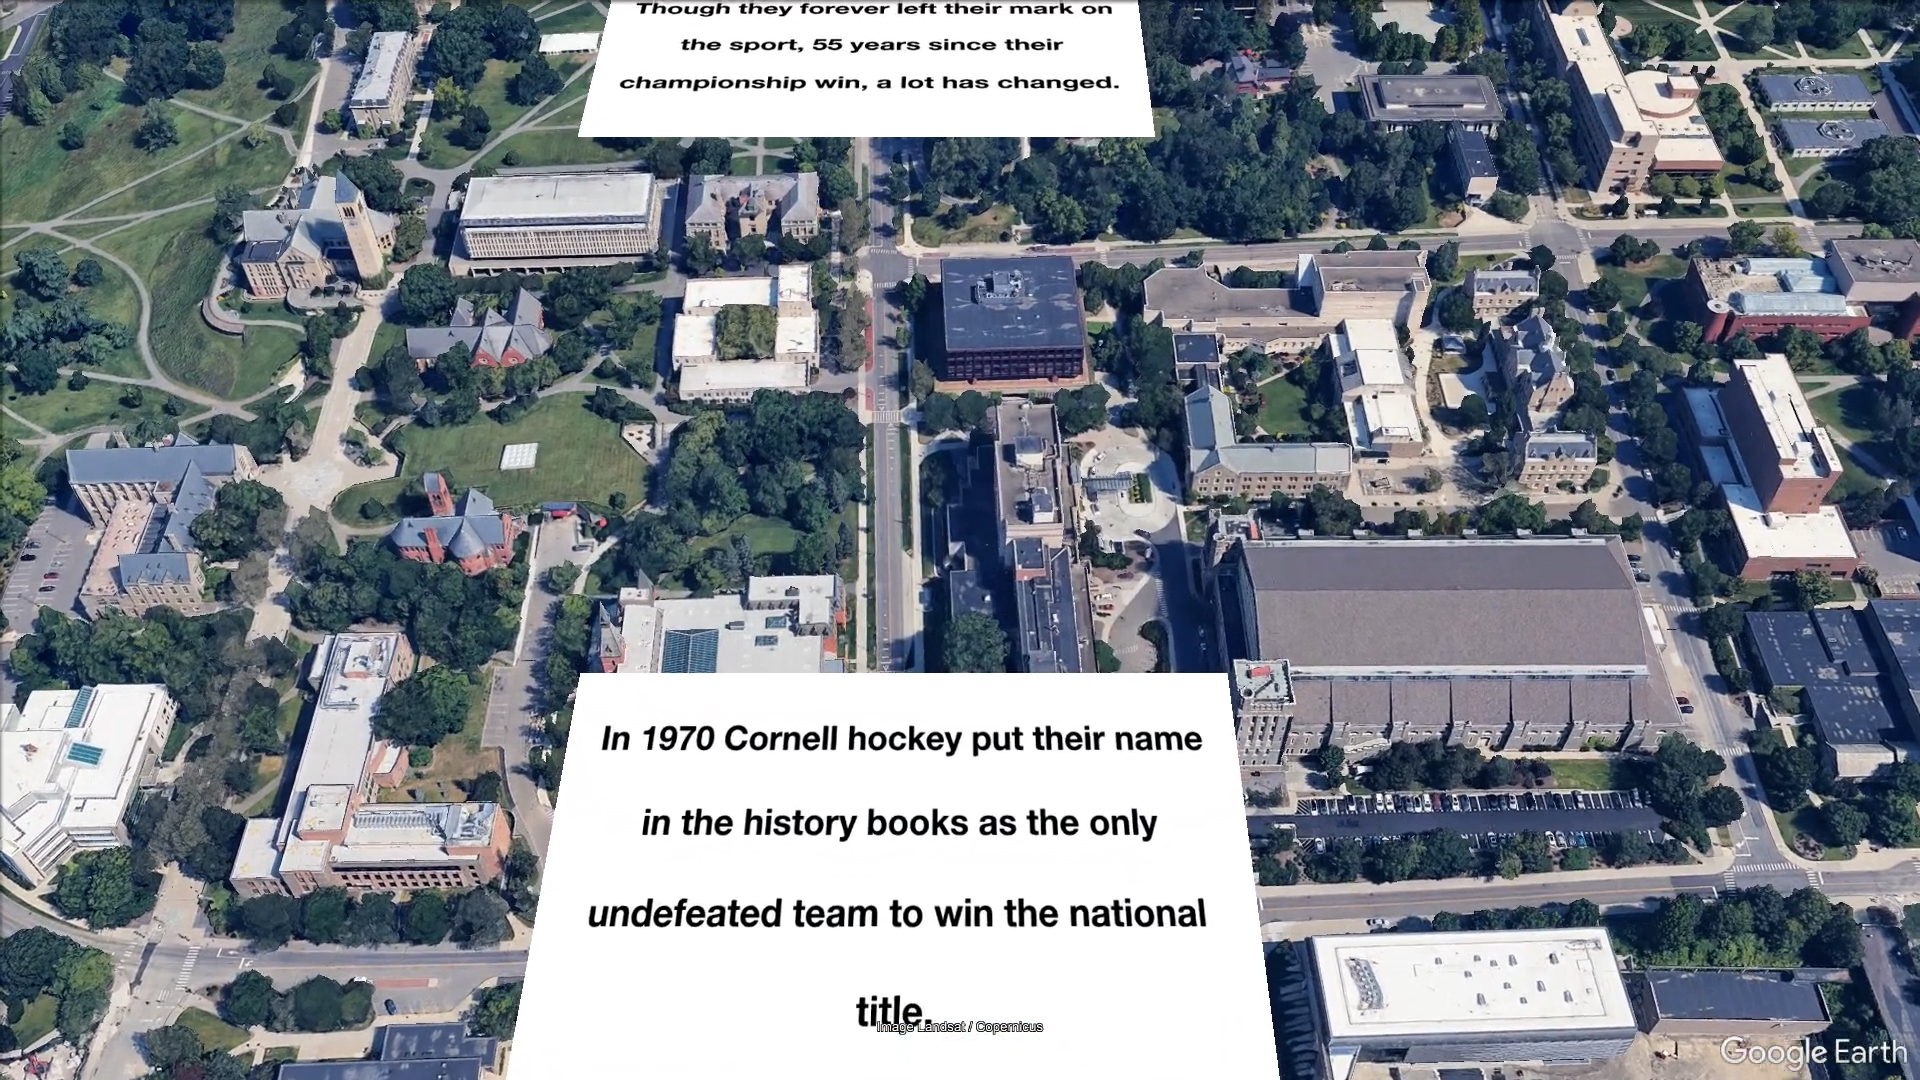 Though they forever left their mark on
the sport, 55 years since their
championship win, a lot has changed.
In 1970 Cornell hockey put their name
in the history books as the only
undefeated team to win the national
title.
Image Landsat / Copernicus
Google Earth